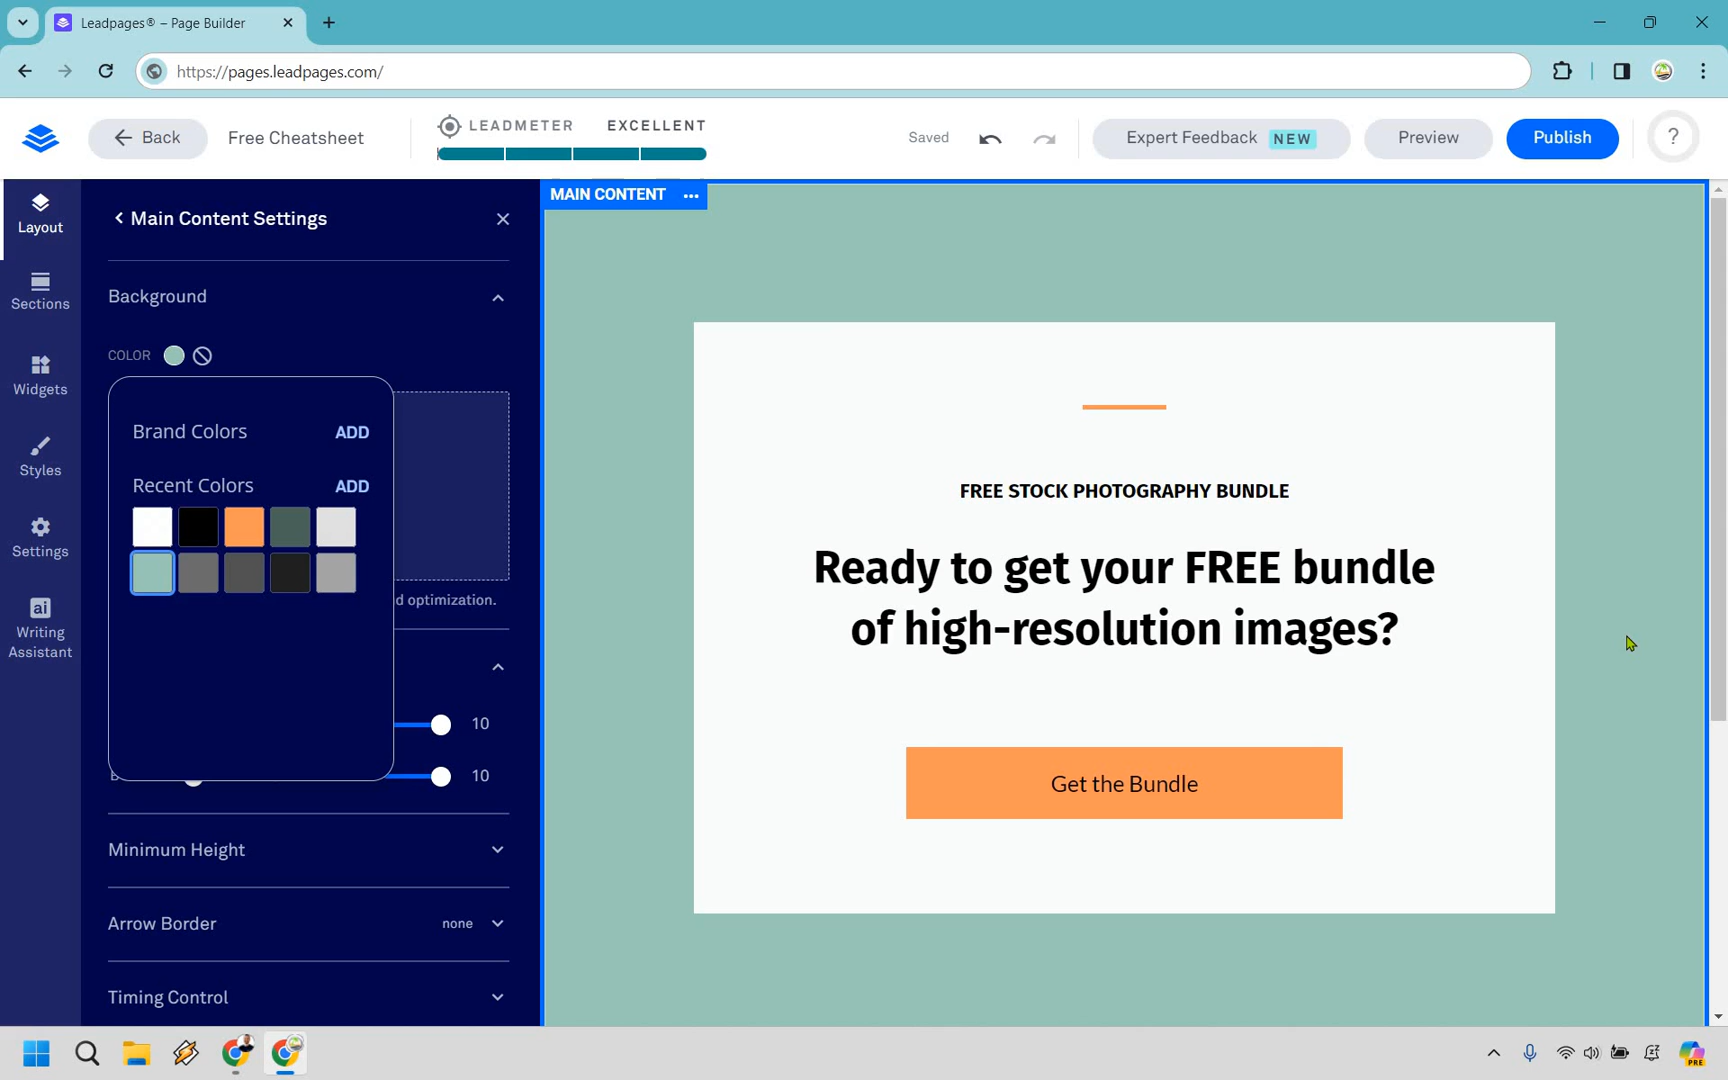 Leadpages® – Page Builder
https://pages.leadpages.com/
Back
Free Cheatsheet
LEADMETER EXCELLENT
Saved
Expert Feedback NEW
Preview
Publish
?
Layout
Sections
Widgets
Styles
Settings
ai
Writing
Assistant
Main Content Settings
Background
COLOR
Brand Colors ADD
Recent Colors ADD
d optimization.
10
10
Minimum Height
Arrow Border none
Timing Control
MAIN CONTENT ...
FREE STOCK PHOTOGRAPHY BUNDLE
Ready to get your FREE bundle
of high-resolution images?
Get the Bundle
PRE